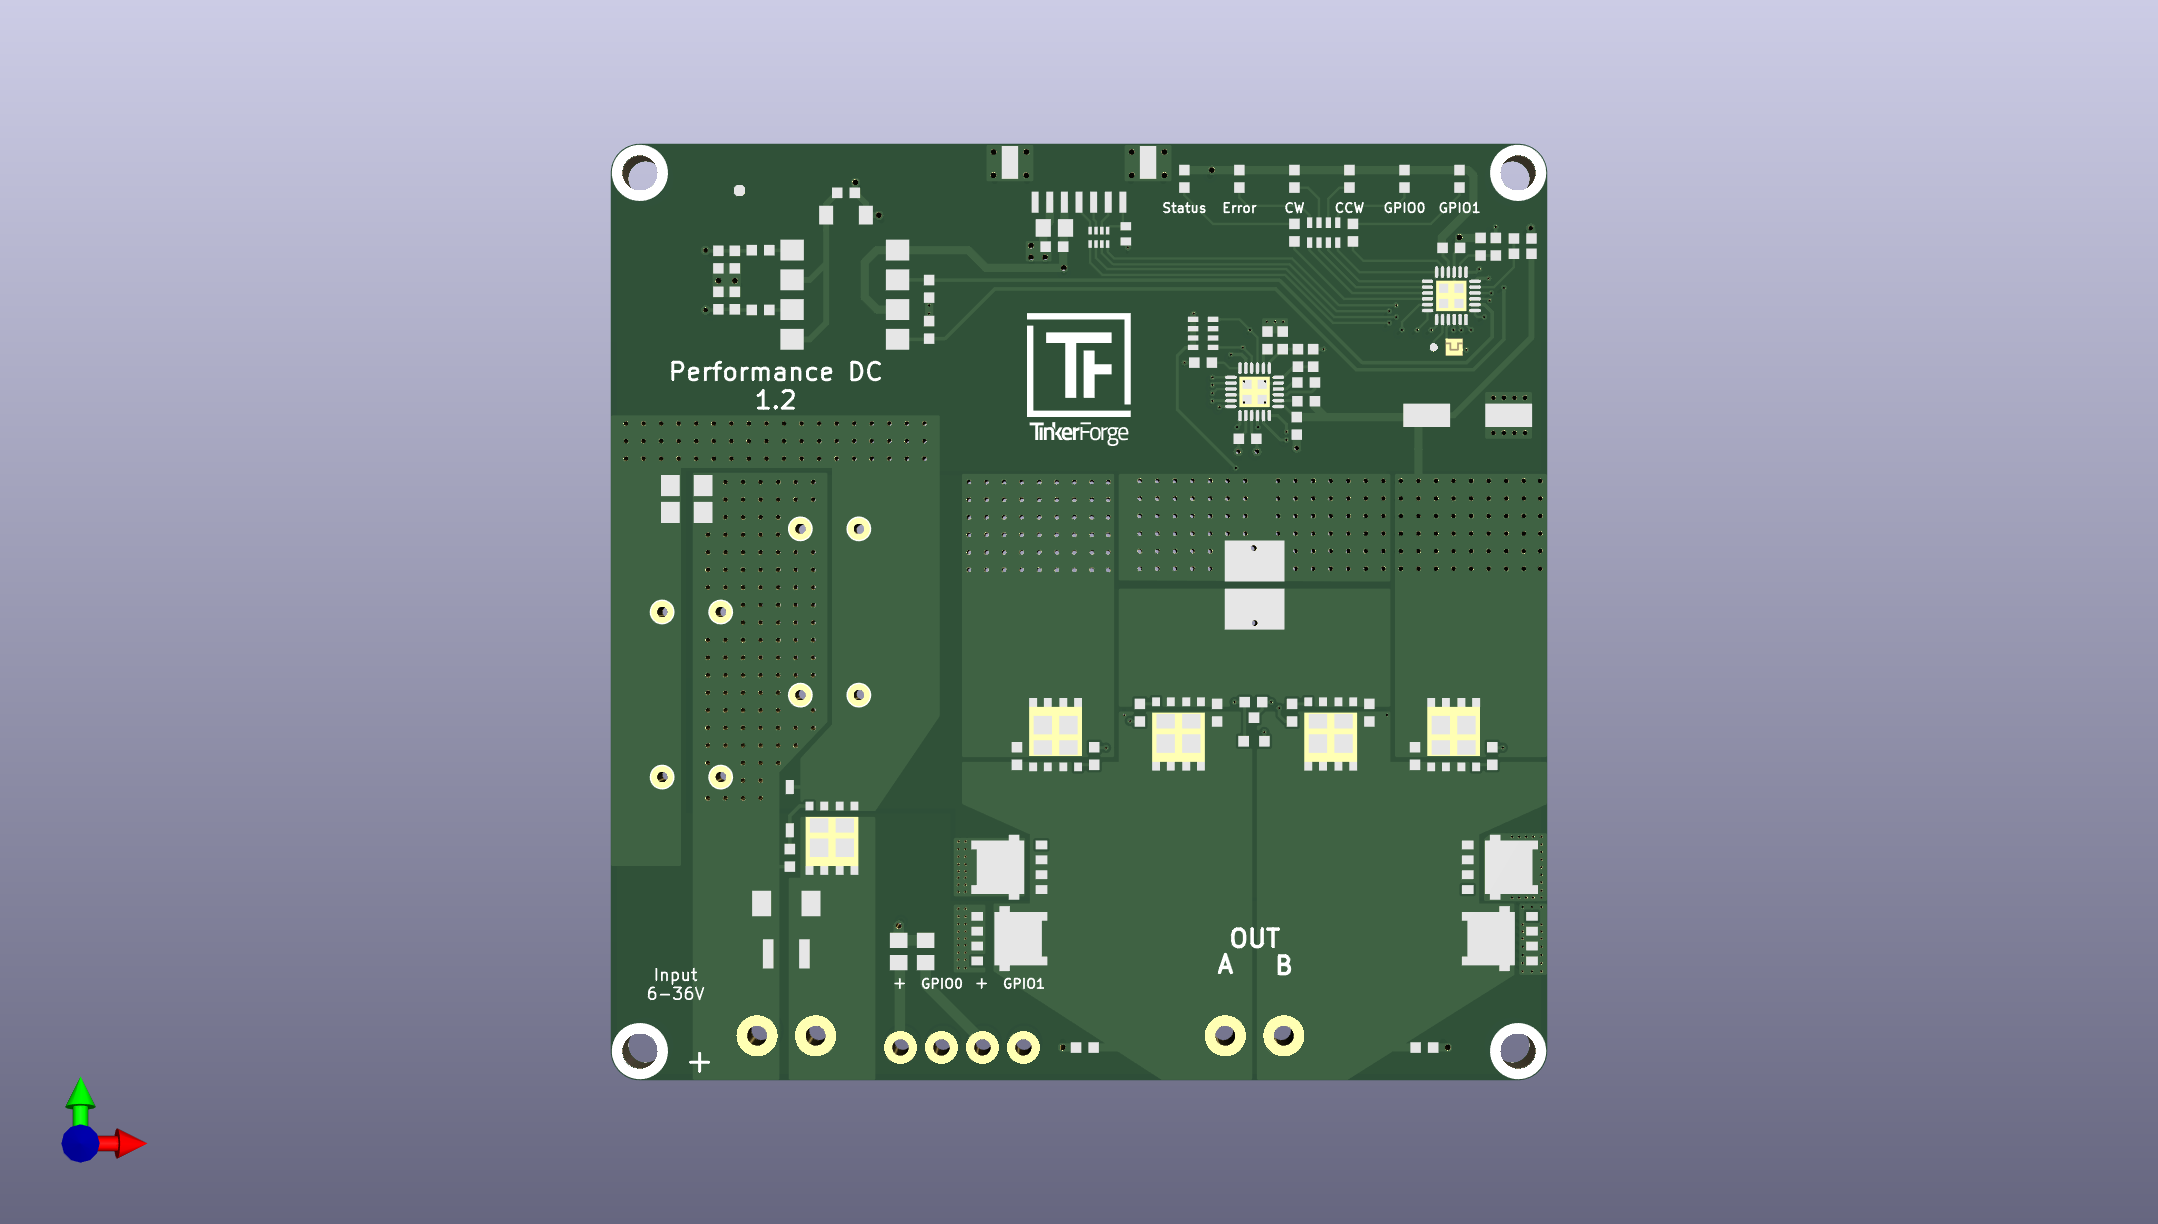 Status Error CW CCW GPIO0 GPIO1
Performance DC
1.2
TF
TinkerForge
OUT
A B
Input
6-36V
+ GPIO0 + GPIO1
+